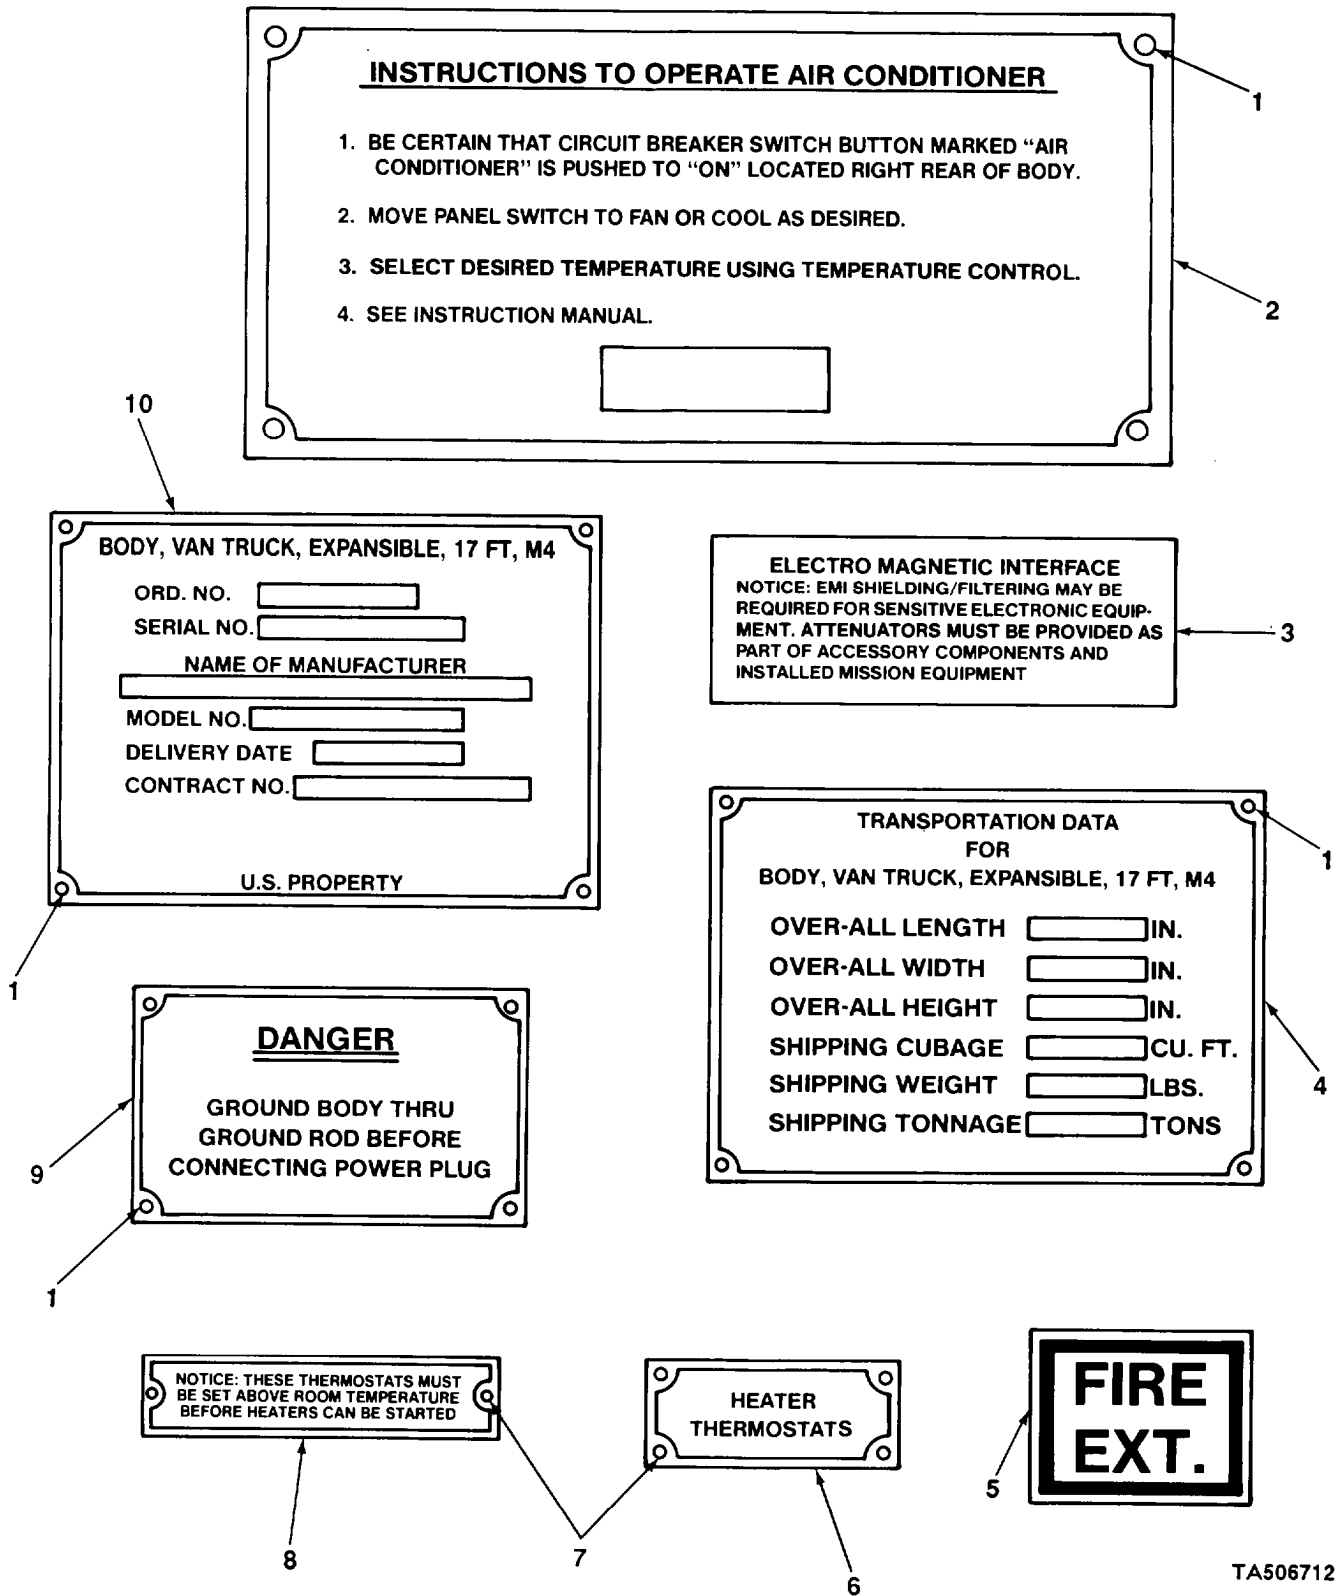 INSTRUCTIONS TO OPERATE AIR CONDITIONER
1. BE CERTAIN THAT CIRCUIT BREAKER SWITCH BUTTON MARKED “AIR
CONDITIONER” IS PUSHED TO “ON” LOCATED RIGHT REAR OF BODY.
2. MOVE PANEL SWITCH TO FAN OR COOL AS DESIRED.
3. SELECT DESIRED TEMPERATURE USING TEMPERATURE CONTROL.
4. SEE INSTRUCTION MANUAL.
1
2
10
BODY, VAN TRUCK, EXPANSIBLE, 17 FT, M4
ORD. NO.
SERIAL NO.
NAME OF MANUFACTURER
MODEL NO.
DELIVERY DATE
CONTRACT NO.
U.S. PROPERTY
1
ELECTRO MAGNETIC INTERFACE
NOTICE: EMI SHIELDING/FILTERING MAY BE
REQUIRED FOR SENSITIVE ELECTRONIC EQUIP-
MENT. ATTENUATORS MUST BE PROVIDED AS
PART OF ACCESSORY COMPONENTS AND
INSTALLED MISSION EQUIPMENT
3
TRANSPORTATION DATA
FOR
BODY, VAN TRUCK, EXPANSIBLE, 17 FT, M4
OVER-ALL LENGTH IN.
OVER-ALL WIDTH IN.
OVER-ALL HEIGHT IN.
SHIPPING CUBAGE CU. FT.
SHIPPING WEIGHT LBS.
SHIPPING TONNAGE TONS
1
4
DANGER
GROUND BODY THRU
GROUND ROD BEFORE
CONNECTING POWER PLUG
9
1
NOTICE: THESE THERMOSTATS MUST
BE SET ABOVE ROOM TEMPERATURE
BEFORE HEATERS CAN BE STARTED
8
7
HEATER
THERMOSTATS
6
FIRE
EXT.
5
TA506712